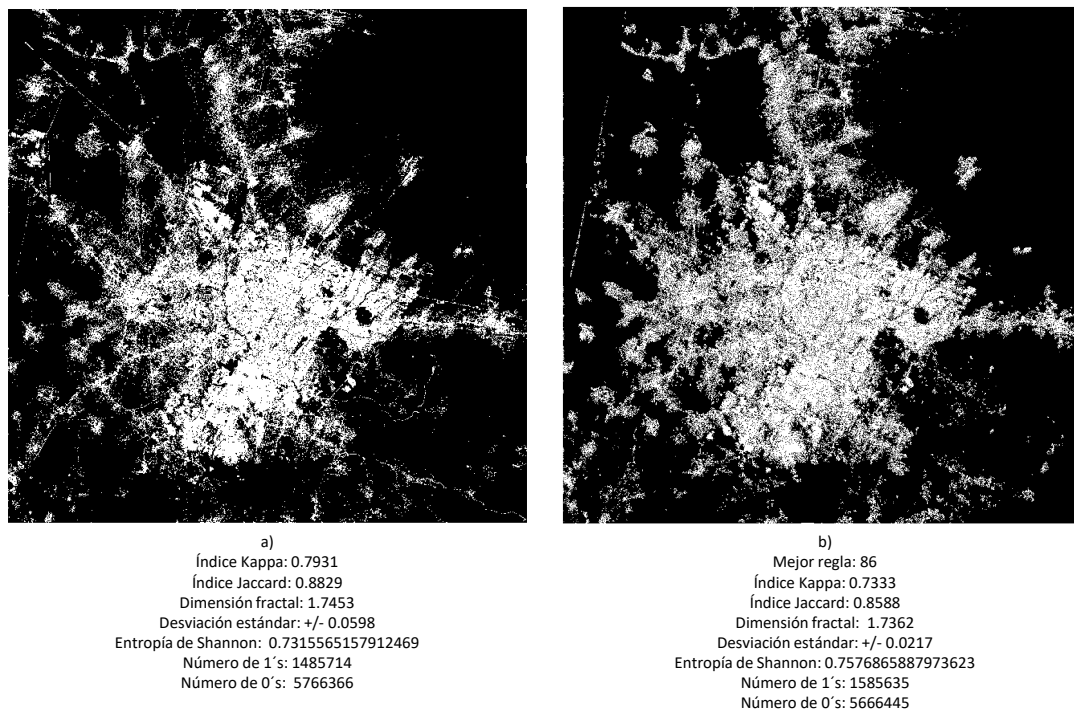 a)
Índice Kappa: 0.7931
Índice Jaccard: 0.8829
Dimensión fractal: 1.7453
Desviación estándar: +/- 0.0598
Entropía de Shannon:  0.7315565157912469
Número de 1´s: 1485714
Número de 0´s:  5766366
b)
Mejor regla: 86
Índice Kappa: 0.7333
Índice Jaccard: 0.8588
Dimensión fractal:  1.7362
Desviación estándar: +/- 0.0217
Entropía de Shannon: 0.7576865887973623
Número de 1´s: 1585635
Número de 0´s: 5666445